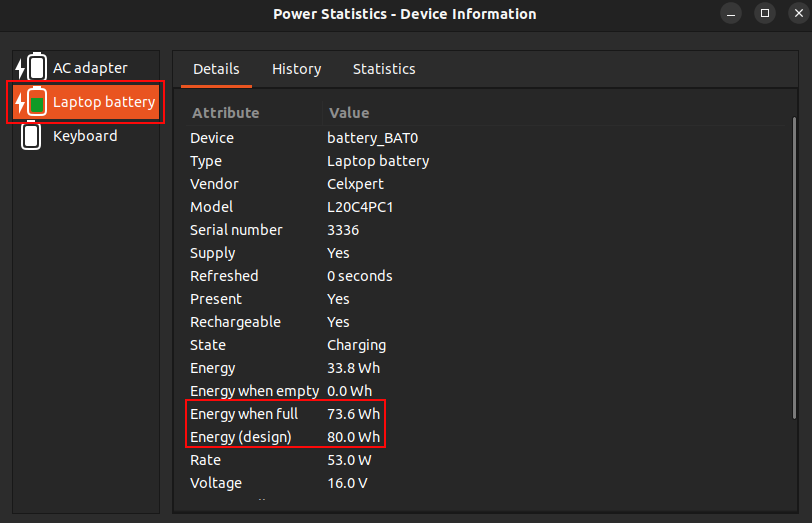 Power Statistics - Device Information
AC adapter
Laptop battery
Keyboard
Details History Statistics
Attribute Value
Device battery_BAT0
Type Laptop battery
Vendor Celxpert
Model L20C4PC1
Serial number 3336
Supply Yes
Refreshed 0 seconds
Present Yes
Rechargeable Yes
State Charging
Energy 33.8 Wh
Energy when empty 0.0 Wh
Energy when full 73.6 Wh
Energy (design) 80.0 Wh
Rate 53.0 W
Voltage 16.0 V